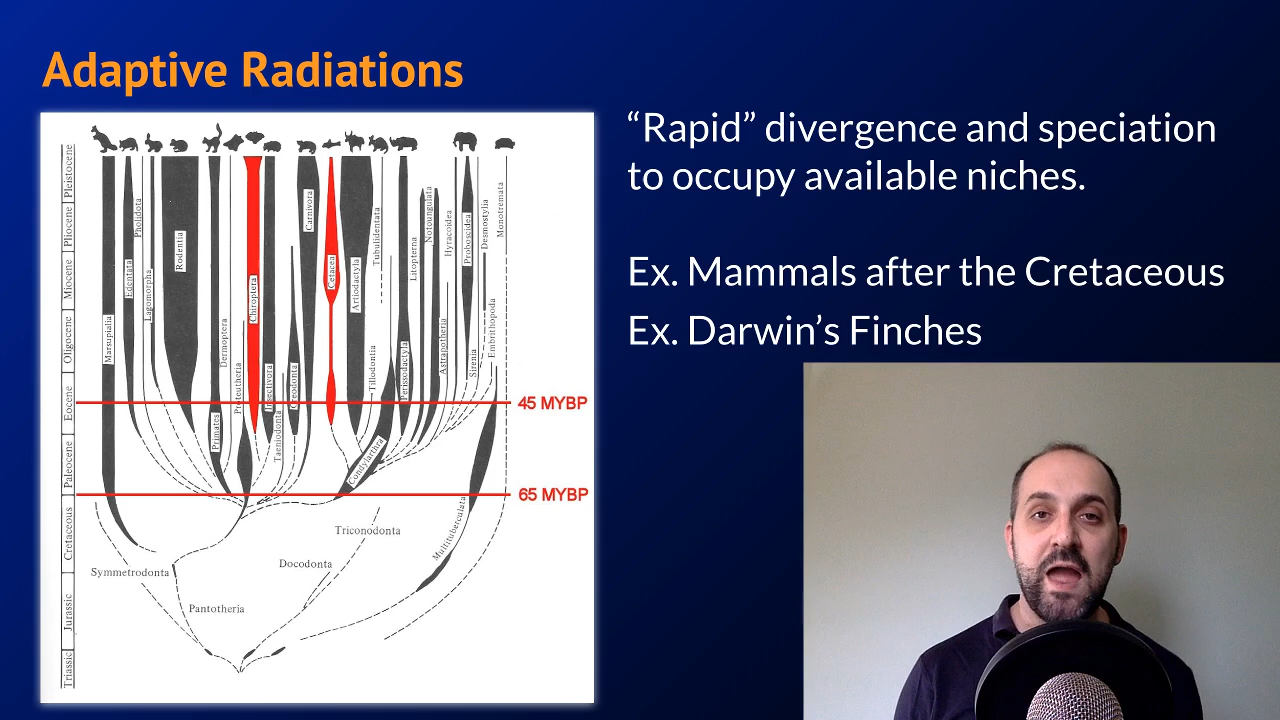 Adaptive Radiations
“Rapid” divergence and speciation
to occupy available niches.
Ex. Mammals after the Cretaceous
Ex. Darwin’s Finches
Pleistocene
Pliocene
Miocene
Oligocene
Eocene
Paleocene
Cretaceous
Jurassic
Triassic
Marsupialia
Edentata
Pholidota
Lagomorpha
Rodentia
Primates
Dermoptera
Proteutheria
Chiroptera
Insectivora
Taeniodonta
Creodonta
Carnivora
Cetacea
Artiodactyla
Tillodontia
Tubulidentata
Condylarthra
Perissodactyla
Litopterna
Notoungulata
Astrapotheria
Hyracoidea
Proboscidea
Sirenia
Desmostylia
Embrithopoda
Monotremata
45 MYBP
65 MYBP
Triconodonta
Multituberculata
Docodonta
Symmetrodonta
Pantotheria